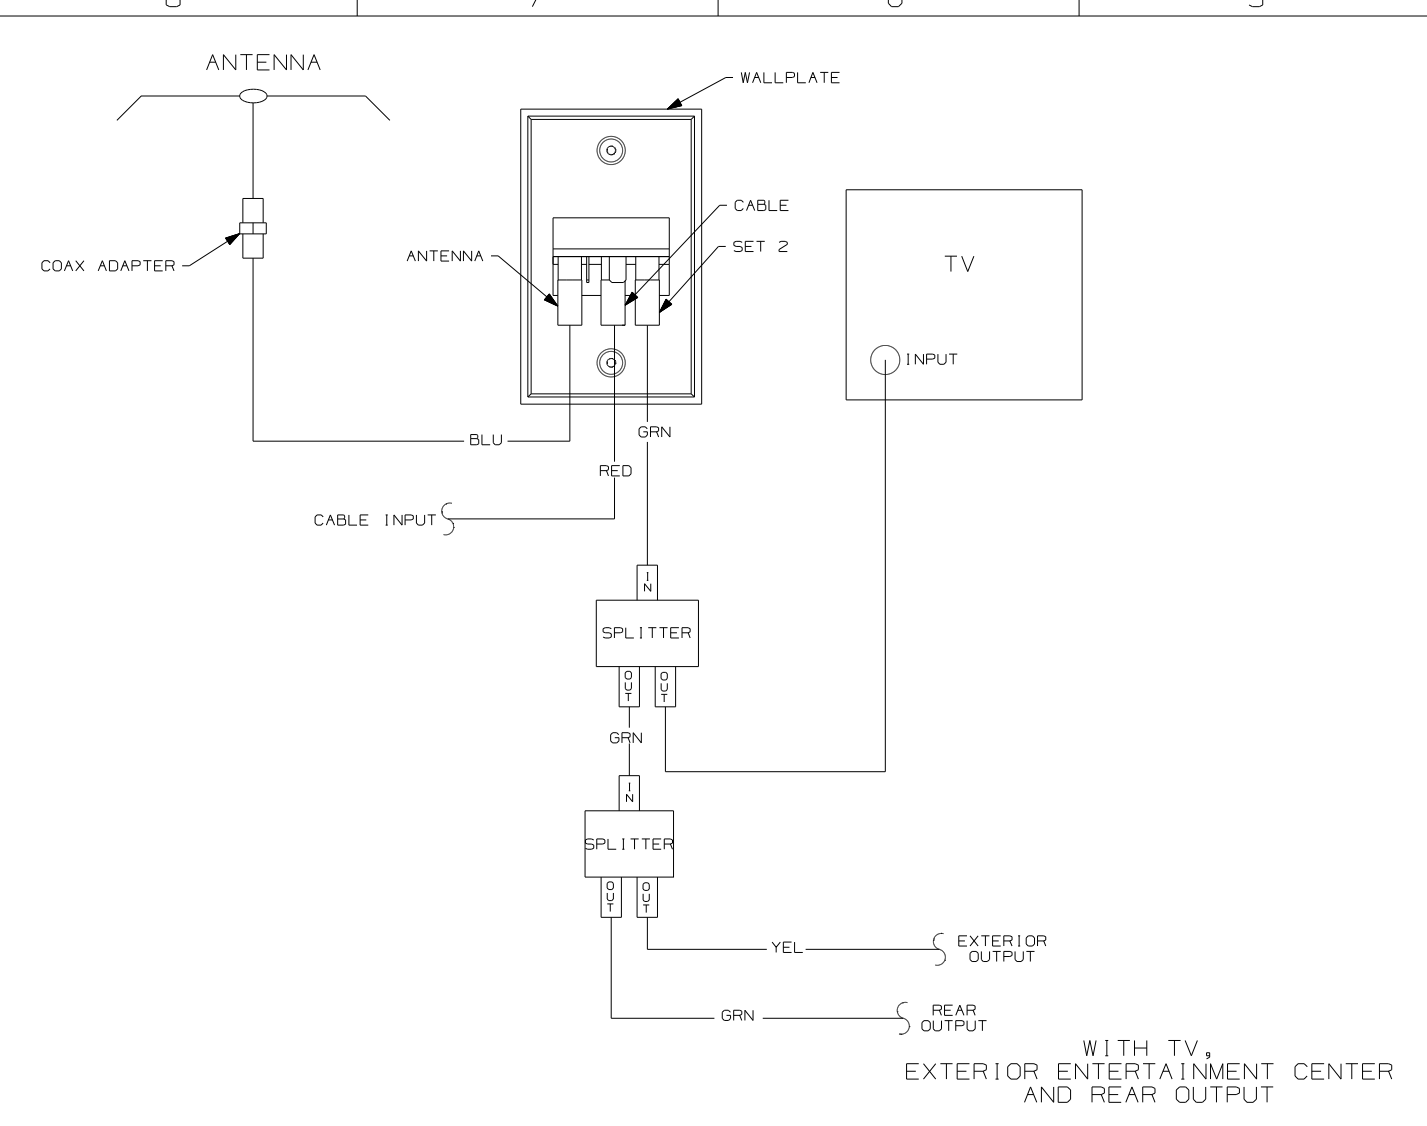 ANTENNA
WALLPLATE
CABLE
SET 2
ANTENNA
COAX ADAPTER
TV
INPUT
BLU
GRN
RED
CABLE INPUT
IN
SPLITTER
OUT
OUT
GRN
IN
SPLITTER
OUT
OUT
YEL
EXTERIOR
OUTPUT
GRN
REAR
OUTPUT
WITH TV,
EXTERIOR ENTERTAINMENT CENTER
AND REAR OUTPUT